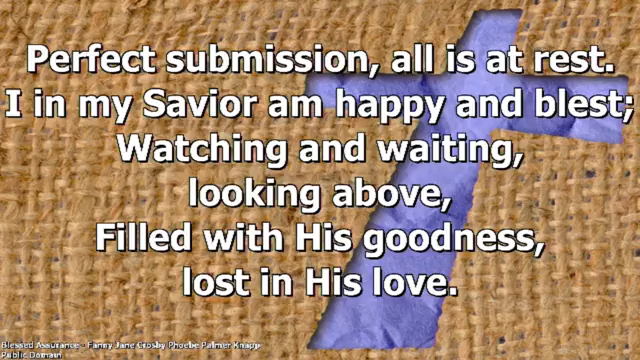 Perfect submission, all is at rest.
I in my Savior am happy and blest;
Watching and waiting,
looking above,
Filled with His goodness,
lost in His love.
Blessed Assurance - Fanny Jane Crosby Phoebe Palmer Knapp
Public Domain